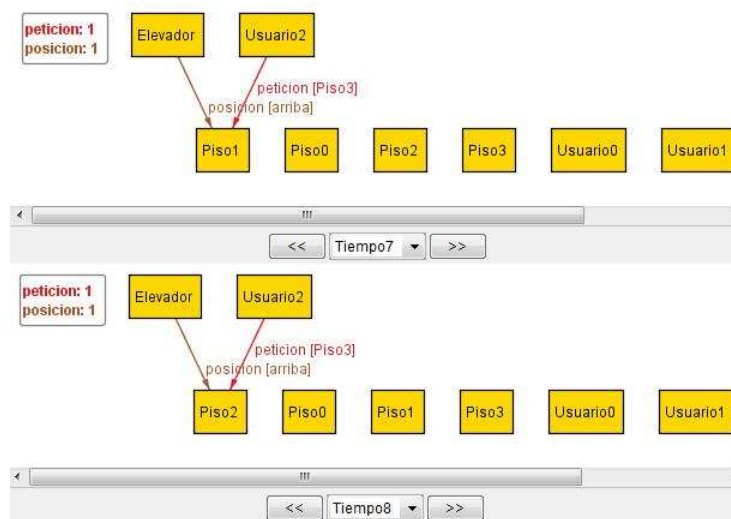 peticion: 1
posicion: 1
Elevador
Usuario2
peticion [Piso3]
posicion [arriba]
Piso1
Piso0
Piso2
Piso3
Usuario0
Usuario1
<<
Tiempo7
>>
peticion: 1
posicion: 1
Elevador
Usuario2
peticion [Piso3]
posicion [arriba]
Piso2
Piso0
Piso1
Piso3
Usuario0
Usuario1
<<
Tiempo8
>>